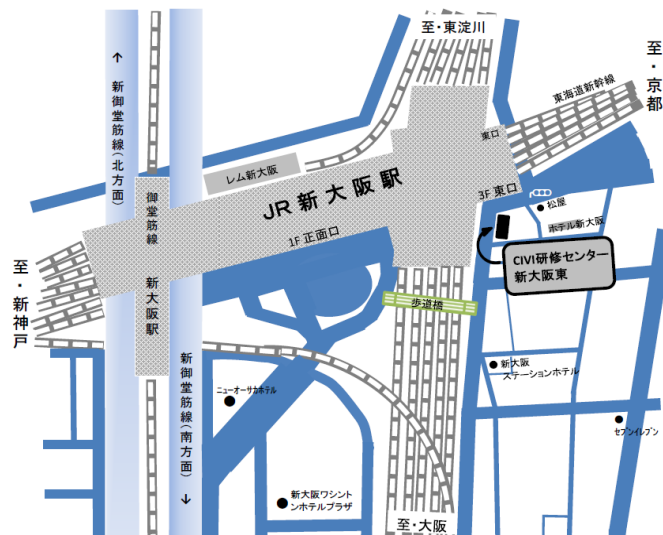 至・東淀川
至・京都
東海道新幹線
↑ 新御堂筋線(北方面)
東口
レム新大阪
JR新大阪駅
3F 東口
松屋
御堂筋線 新大阪駅
1F 正面口
ホテル新大阪
CIVI研修センター
新大阪東
至・新神戸
歩道橋
新御堂筋線(南方面) ↓
新大阪
ステーションホテル
ニューオーサカホテル
セブンイレブン
新大阪ワシント
ンホテルプラザ
至・大阪